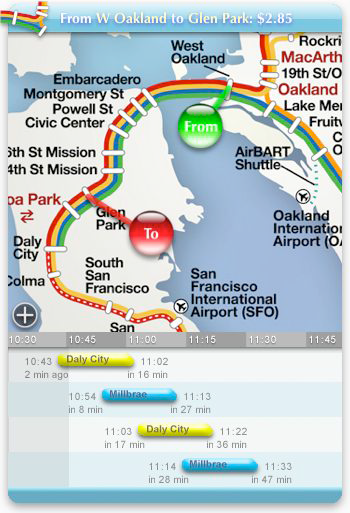 From W Oakland to Glen Park: $2.85
Rockri
West
Oakland
MacArth
19th St/O
Oakland
Embarcadero
Montgomery St
Powell St
Civic Center
Lake Mer
Fruitv
C
From
6th St Mission
4th St Mission
AirBART
Shuttle
oa Park
Glen
Park
To
Oakland
Internation
Airport (OA
Daly
City
Colma
South
San
Francisco
San
Francisco
International
Airport (SFO)
San
10:30 10:45 11:00 11:15 11:30 11:45
10:43 Daly City 11:02
2 min ago in 16 min
10:54 Millbrae 11:13
in 8 min in 27 min
11:03 Daly City 11:22
in 17 min in 36 min
11:14 Millbrae 11:33
in 28 min in 47 min